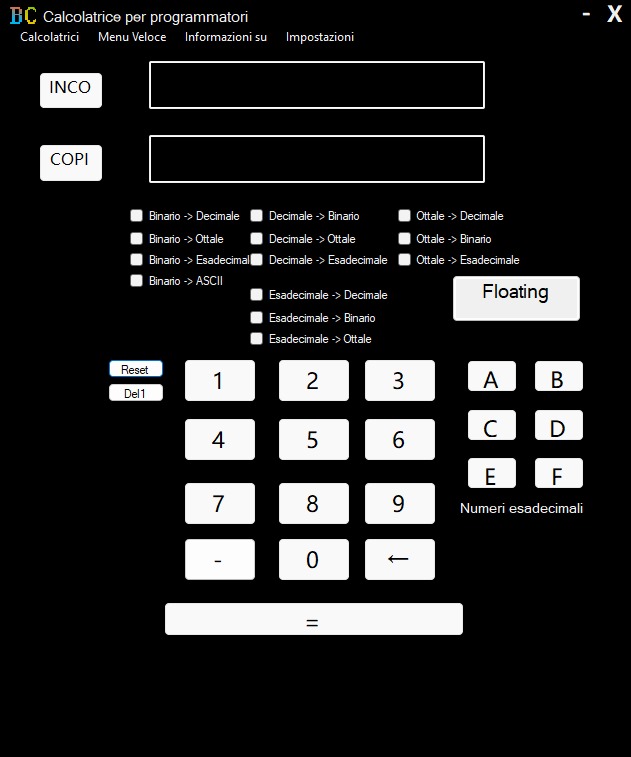 BC Calcolatrice per programmatori - X
Calcolatrici Menu Veloce Informazioni su Impostazioni
INCO
COPI
Binario -> Decimale Decimale -> Binario Ottale -> Decimale
Binario -> Ottale Decimale -> Ottale Ottale -> Binario
Binario -> Esadecimal Decimale -> Esadecimale Ottale -> Esadecimale
Binario -> ASCII
Floating
Esadecimale -> Decimale
Esadecimale -> Binario
Esadecimale -> Ottale
Reset
Del1
1 2 3 A B
4 5 6 C D
7 8 9 E F
Numeri esadecimali
- 0 ←
=